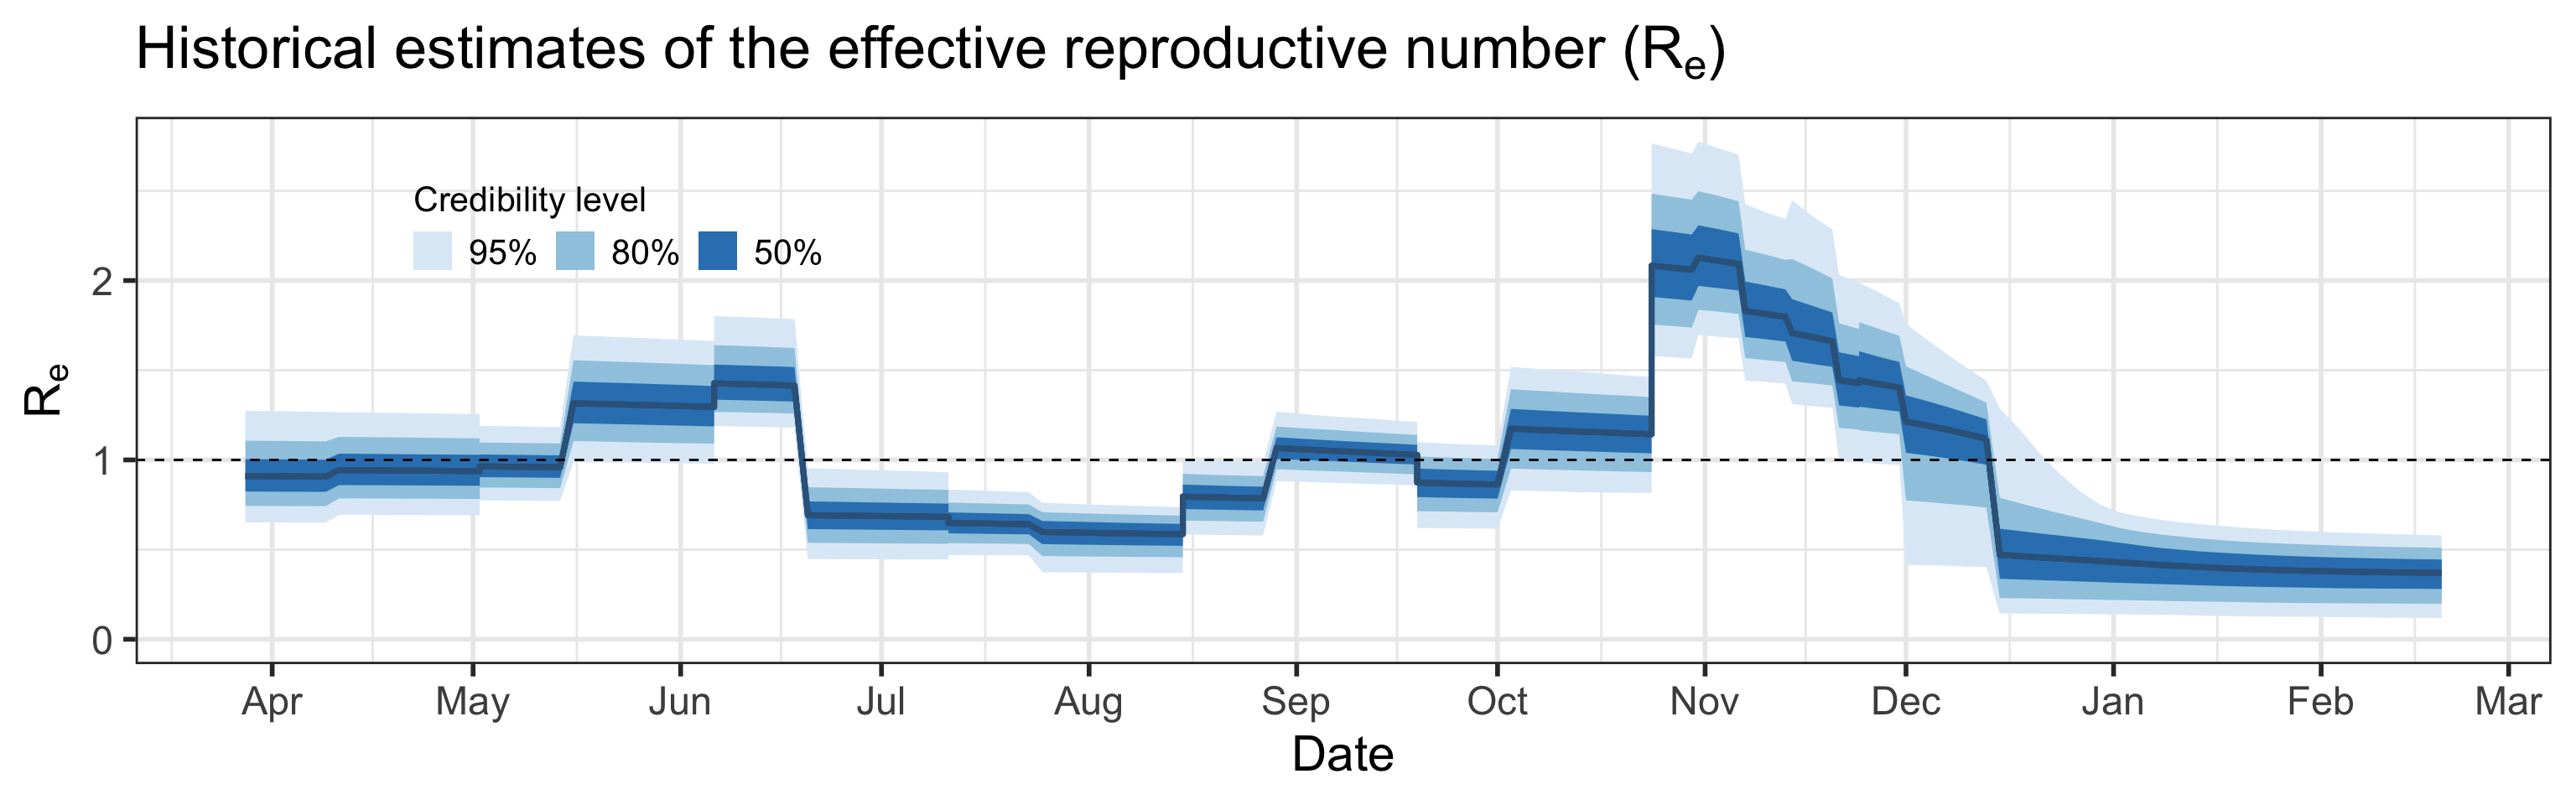 Historical estimates of the effective reproductive number (Re)
Credibility level
95% 80% 50%
Re
2
1
0
Apr May Jun Jul Aug Sep Oct Nov Dec Jan Feb Mar
Date